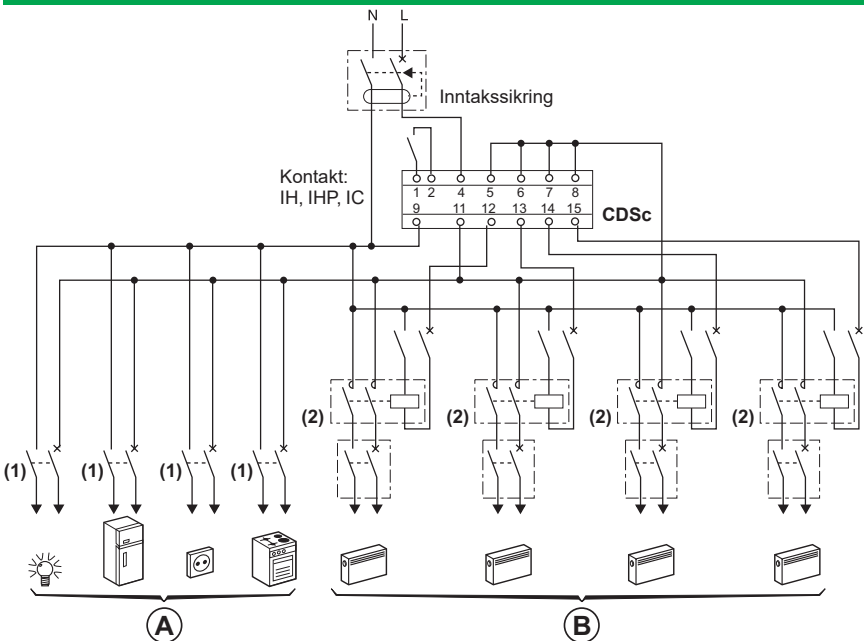 N L
Inntakssikring
Kontakt:
IH, IHP, IC
1 2 4 5 6 7 8
9 11 12 13 14 15
CDSc
(2) (2) (2) (2)
(1) (1) (1) (1)
A B